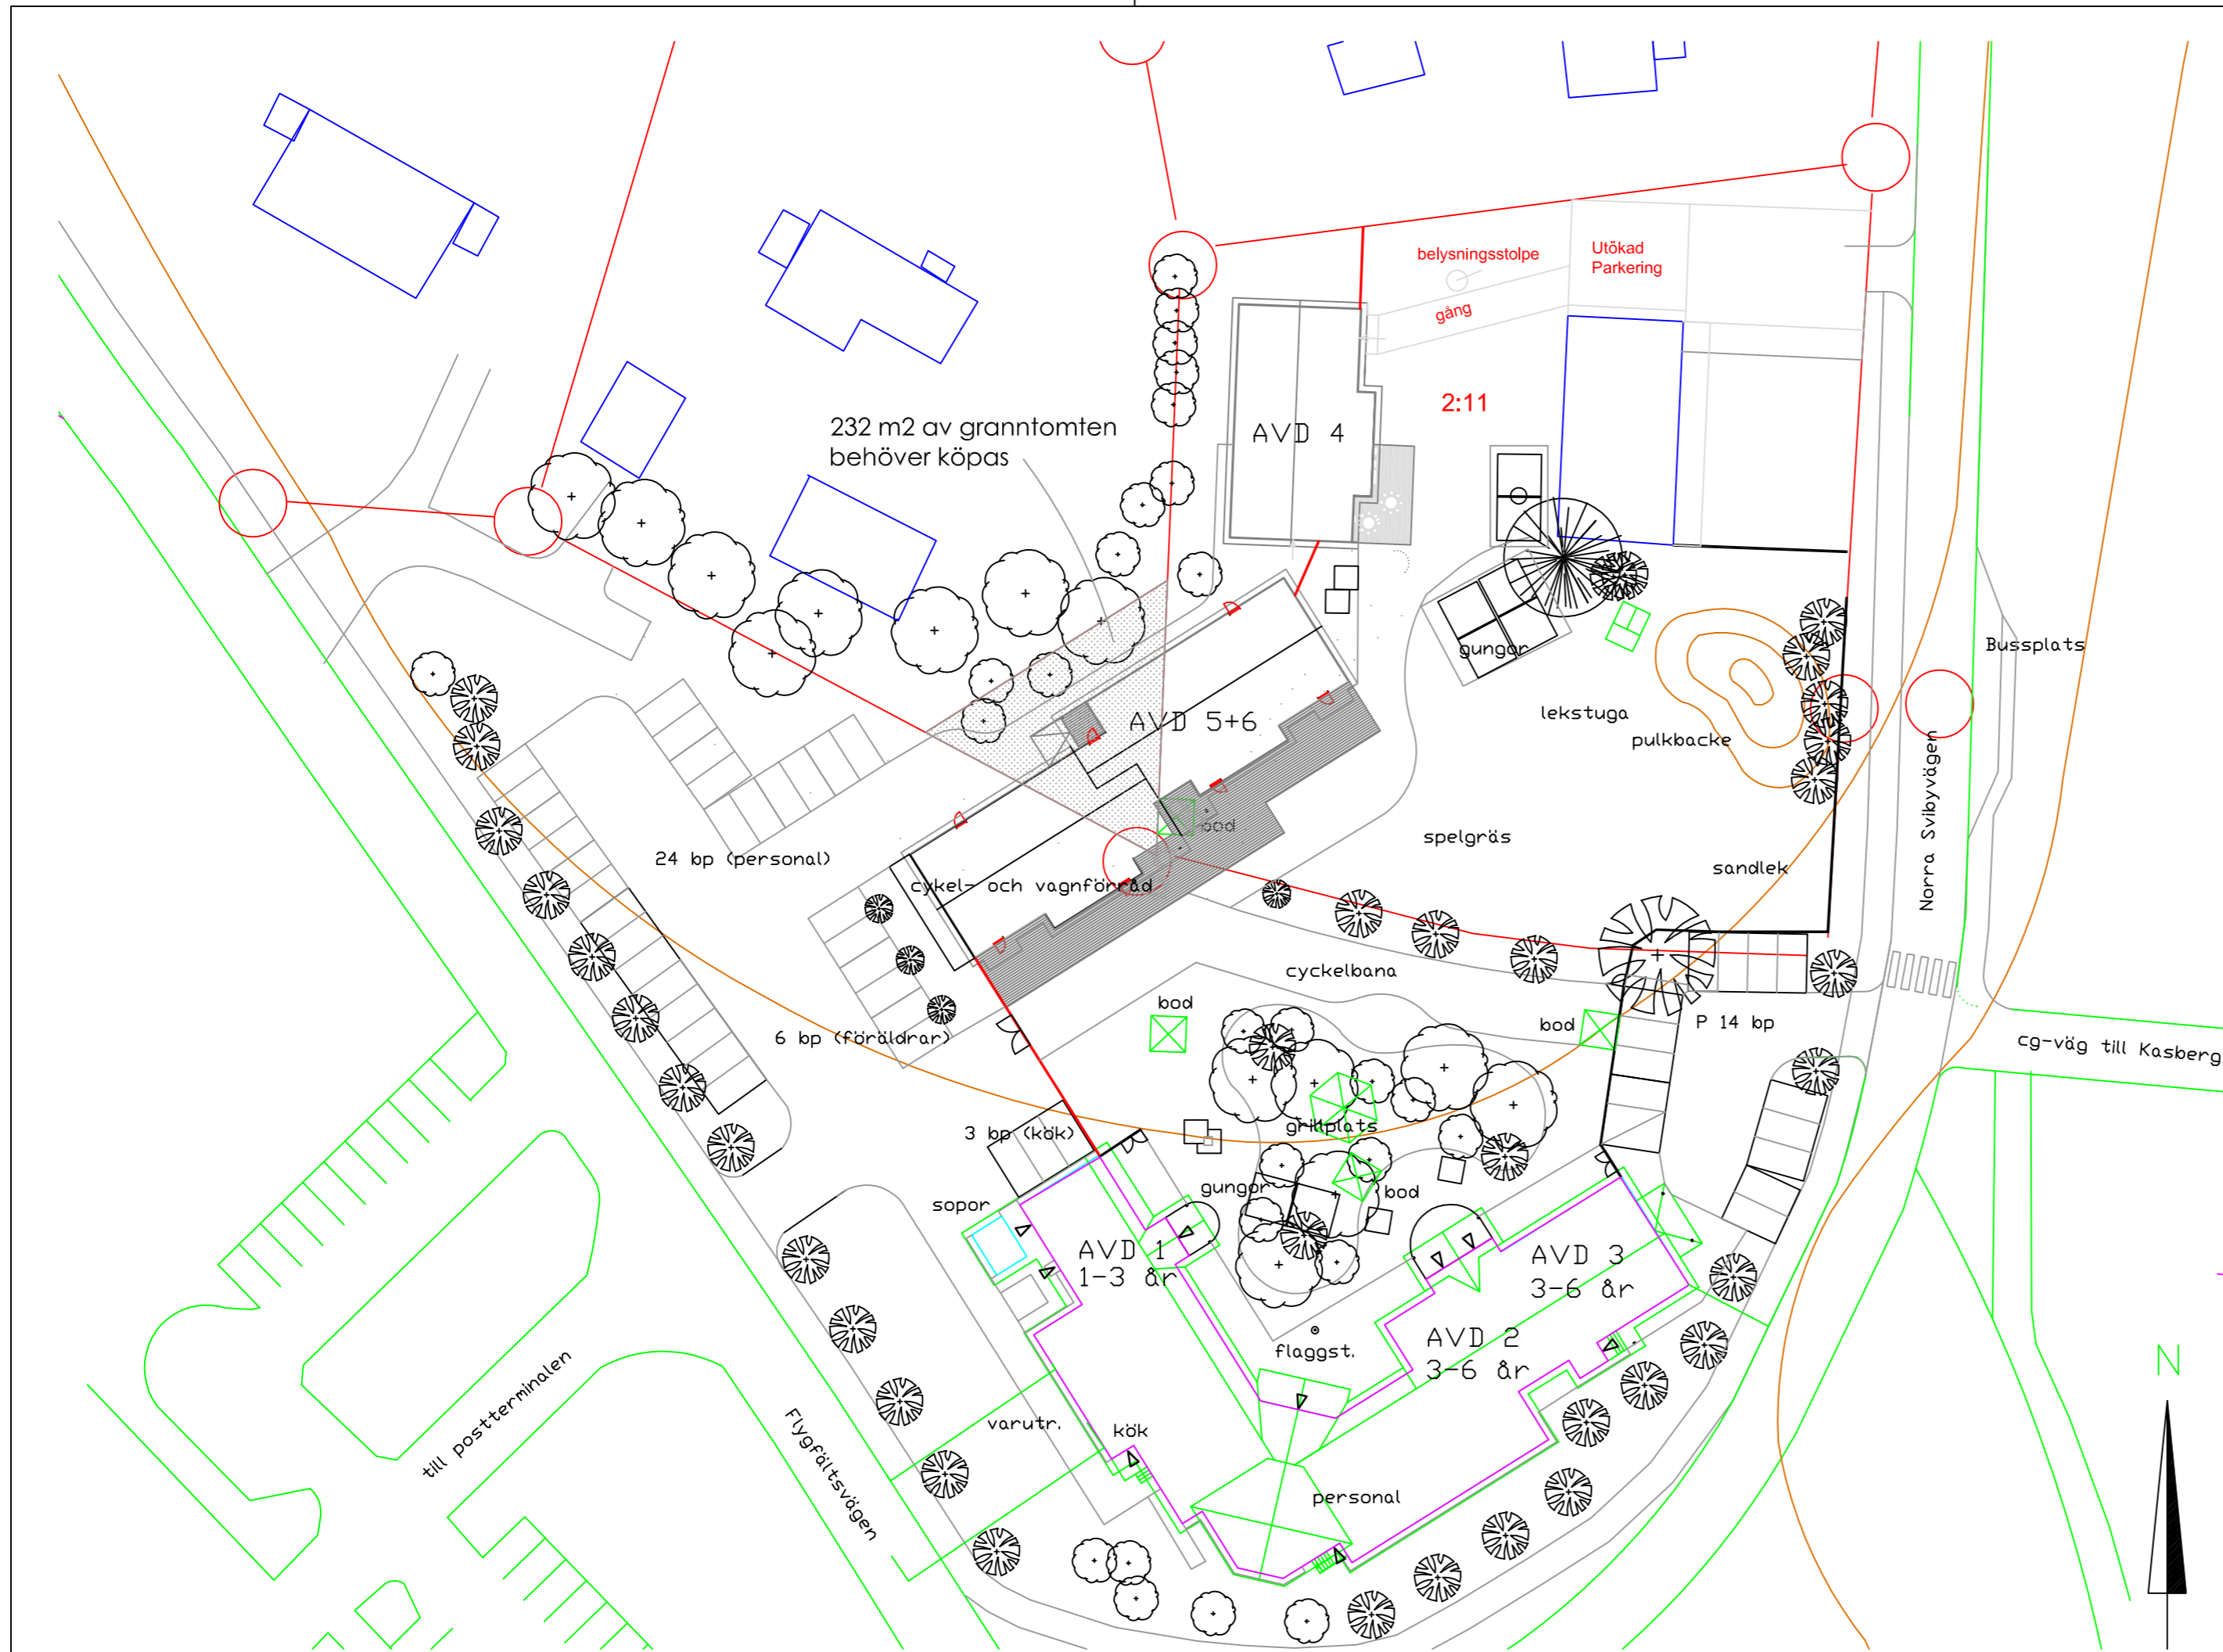 belysningsstolpe
Utökad
Parkering
gång
2:11
232 m2 av granntomten
behöver köpas
AVD 4
gungor
Bussplats
lekstuga
AVD 5+6
pulkbacke
bod
spelgräs
Norra Svibyvägen
24 bp (personal)
sandlek
cykel- och vagnförråd
cyckelbana
bod
bod
P 14 bp
6 bp (föräldrar)
cg-väg till Kasberg
grillplats
3 bp (kök)
gungor
bod
sopor
AVD 1
1-3 år
AVD 3
3-6 år
AVD 2
3-6 år
flaggst.
N
till postterminalen
Flygfältsvägen
varutr.
kök
personal